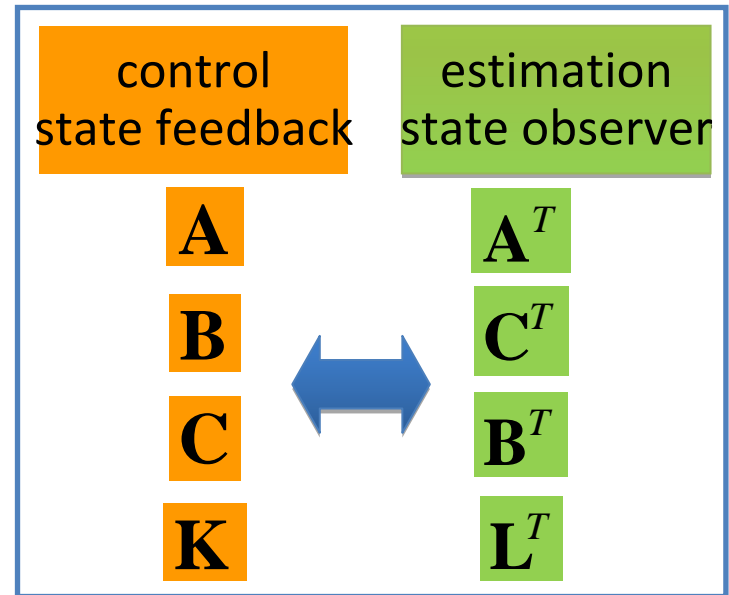 control
state feedback
estimation
state observer
A
A^T
B
C^T
C
B^T
K
L^T